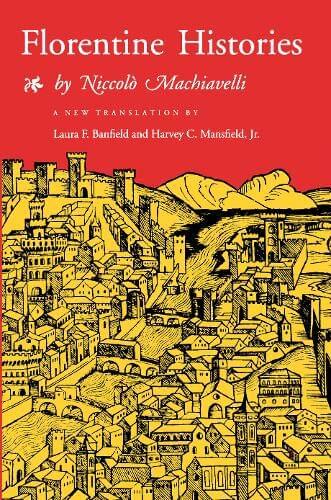 Florentine Histories
by Niccolò Machiavelli
A NEW TRANSLATION BY
Laura F. Banfield and Harvey C. Mansfield, Jr.